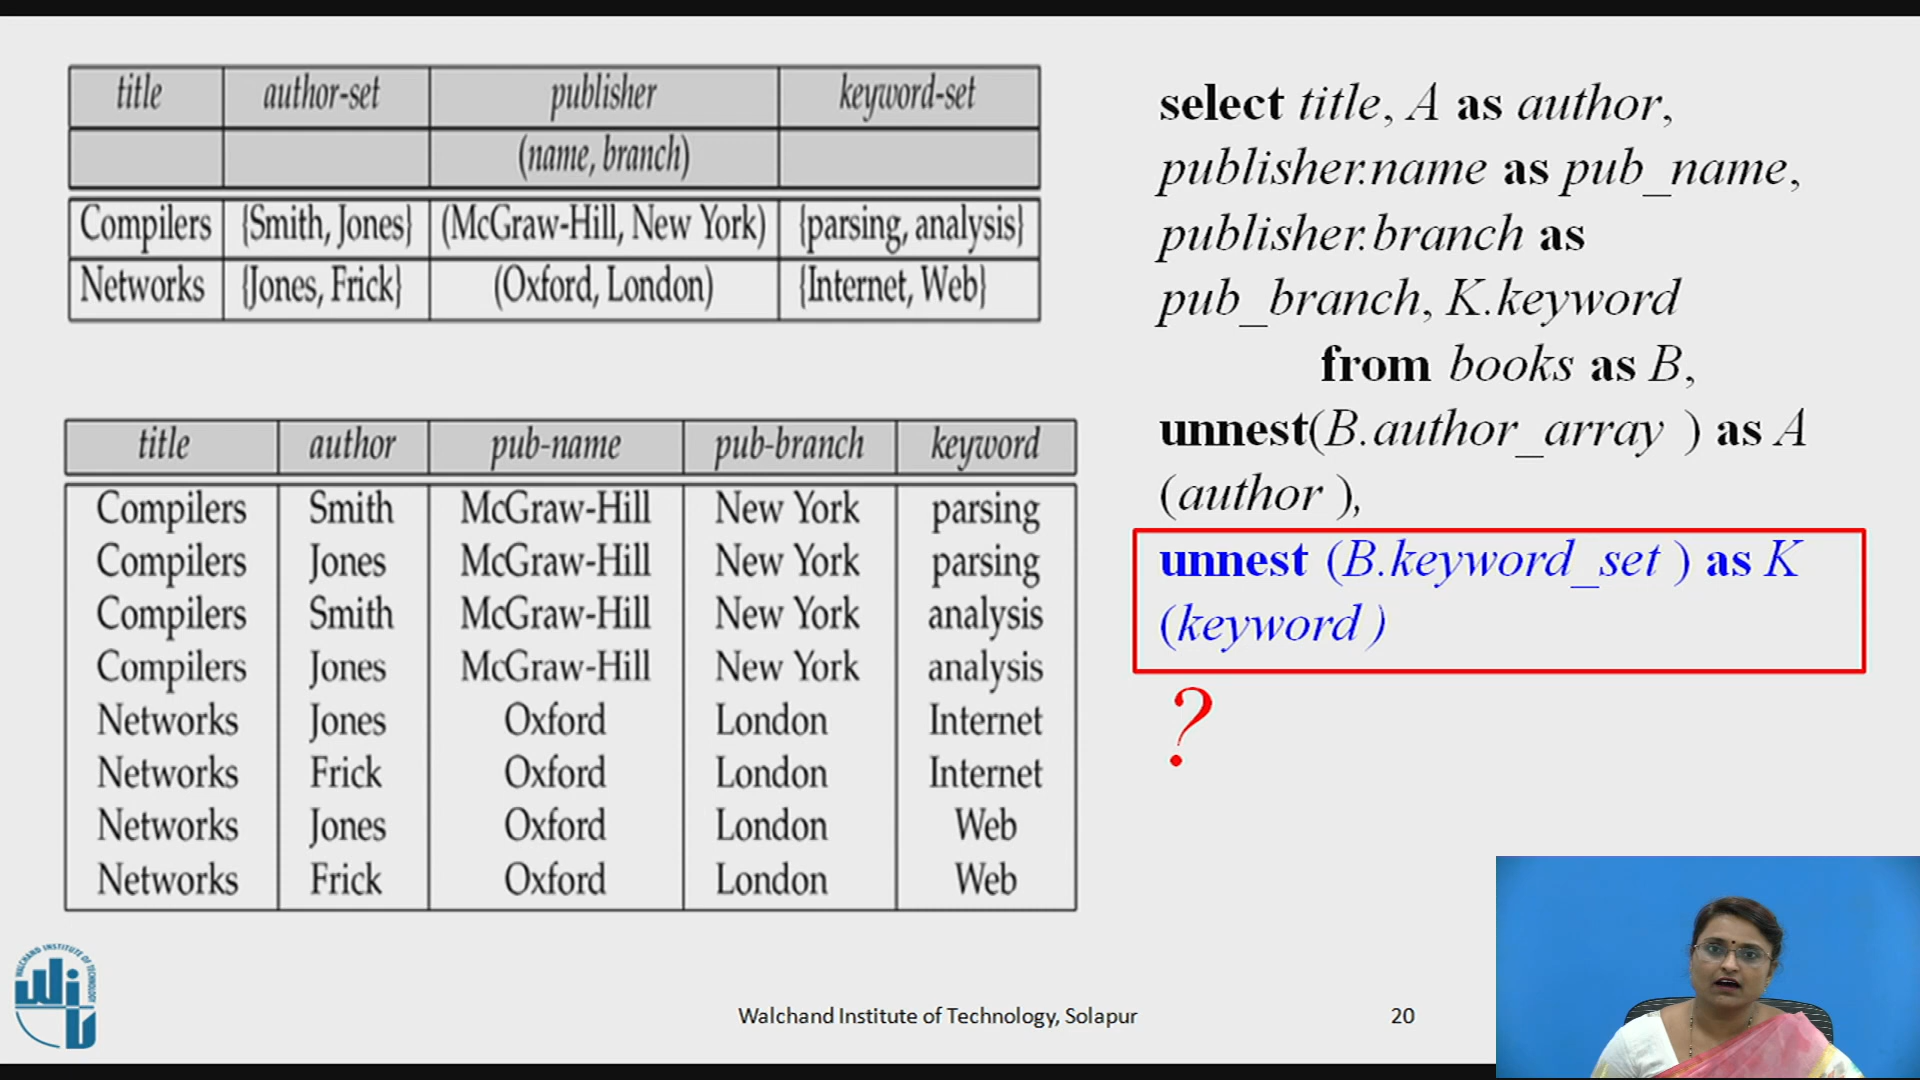 title author-set publisher keyword-set
(name, branch)
Compilers {Smith, Jones} (McGraw-Hill, New York) {parsing, analysis}
Networks {Jones, Frick} (Oxford, London) {Internet, Web}
title author pub-name pub-branch keyword
Compilers Smith McGraw-Hill New York parsing
Compilers Jones McGraw-Hill New York parsing
Compilers Smith McGraw-Hill New York analysis
Compilers Jones McGraw-Hill New York analysis
Networks Jones Oxford London Internet
Networks Frick Oxford London Internet
Networks Jones Oxford London Web
Networks Frick Oxford London Web
select title, A as author,
publisher.name as pub_name,
publisher.branch as
pub_branch, K.keyword
from books as B,
unnest(B.author_array ) as A
(author ),
unnest (B.keyword_set ) as K
(keyword )
?
WALCHAND INSTITUTE OF TECHNOLOGY
WIT
Walchand Institute of Technology, Solapur
20